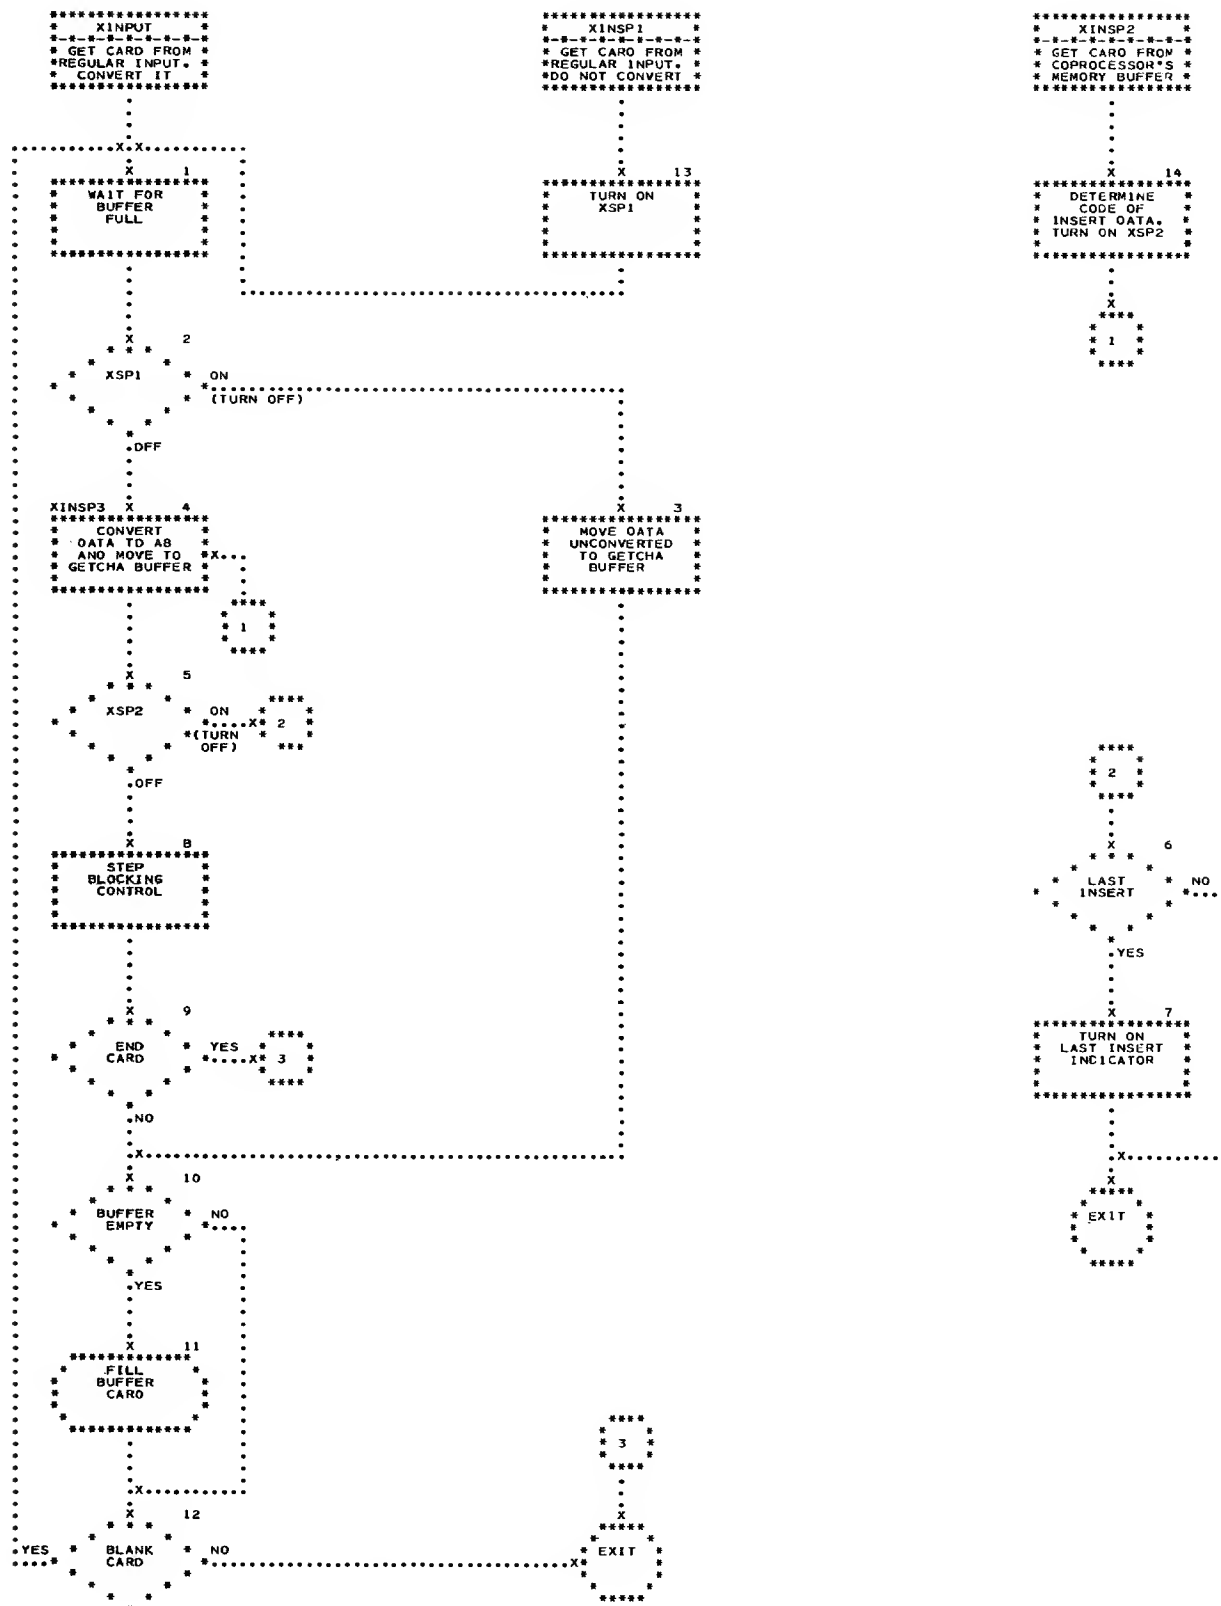 XINPUT
GET CARD FROM
REGULAR INPUT.
CONVERT IT
XINSP1
GET CARO FROM
REGULAR INPUT.
DO NOT CONVERT
XINSP2
GET CARO FROM
COPROCESSOR'S
MEMORY BUFFER
1
WAIT FOR
BUFFER
FULL
13
TURN ON
XSP1
14
DETERMINE
CODE OF
INSERT DATA.
TURN ON XSP2
1
2
XSP1
ON
(TURN OFF)
OFF
XINSP3
4
CONVERT
DATA TD A8
AND MOVE TO
GETCHA BUFFER
1
3
MOVE OATA
UNCONVERTED
TO GETCHA
BUFFER
5
XSP2
ON
(TURN
OFF)
2
OFF
2
8
STEP
BLOCKING
CONTROL
6
LAST
INSERT
NO
YES
9
END
CARD
YES
3
NO
7
TURN ON
LAST INSERT
INDICATOR
10
BUFFER
EMPTY
NO
YES
EXIT
11
FILL
BUFFER
CARO
3
12
BLANK
CARD
YES
NO
EXIT